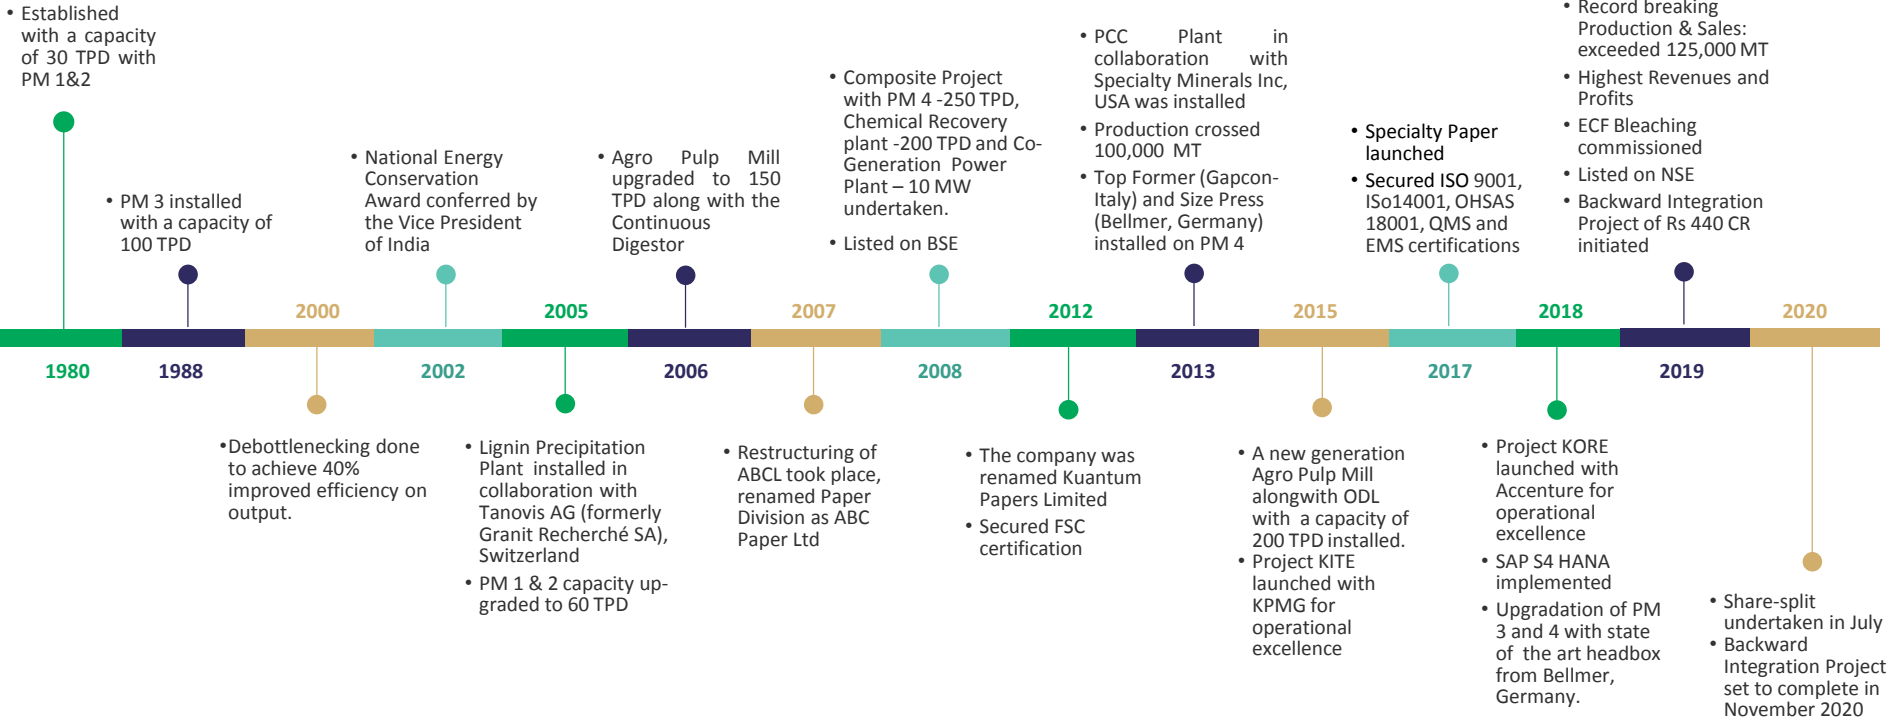 • Established
with a capacity
of 30 TPD with
PM 1&2
1980
• PM 3 installed
with a capacity of
100 TPD
1988
2000
•Debottlenecking done
to achieve 40%
improved efficiency on
output.
• National Energy
Conservation
Award conferred by
the Vice President
of India
2002
2005
• Lignin Precipitation
Plant installed in
collaboration with
Tanovis AG (formerly
Granit Recherché SA),
Switzerland
• PM 1 & 2 capacity up-
graded to 60 TPD
• Agro Pulp Mill
upgraded to 150
TPD along with the
Continuous
Digestor
2006
2007
• Restructuring of
ABCL took place,
renamed Paper
Division as ABC
Paper Ltd
• Composite Project
with PM 4 -250 TPD,
Chemical Recovery
plant -200 TPD and Co-
Generation Power
Plant – 10 MW
undertaken.
• Listed on BSE
2008
2012
• The company was
renamed Kuantum
Papers Limited
• Secured FSC
certification
• PCC Plant in
collaboration with
Specialty Minerals Inc,
USA was installed
• Production crossed
100,000 MT
• Top Former (Gapcon-
Italy) and Size Press
(Bellmer, Germany)
installed on PM 4
2013
2015
• A new generation
Agro Pulp Mill
alongwith ODL
with a capacity of
200 TPD installed.
• Project KITE
launched with
KPMG for
operational
excellence
• Specialty Paper
launched
• Secured ISO 9001,
ISo14001, OHSAS
18001, QMS and
EMS certifications
2017
2018
• Project KORE
launched with
Accenture for
operational
excellence
• SAP S4 HANA
implemented
• Upgradation of PM
3 and 4 with state
of the art headbox
from Bellmer,
Germany.
• Record breaking
Production & Sales:
exceeded 125,000 MT
• Highest Revenues and
Profits
• ECF Bleaching
commissioned
• Listed on NSE
• Backward Integration
Project of Rs 440 CR
initiated
2019
2020
• Share-split
undertaken in July
• Backward
Integration Project
set to complete in
November 2020